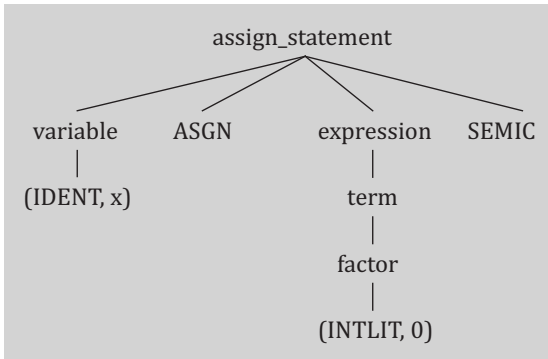 assign_statement
variable ASGN expression SEMIC
(IDENT, x) term
factor
(INTLIT, 0)